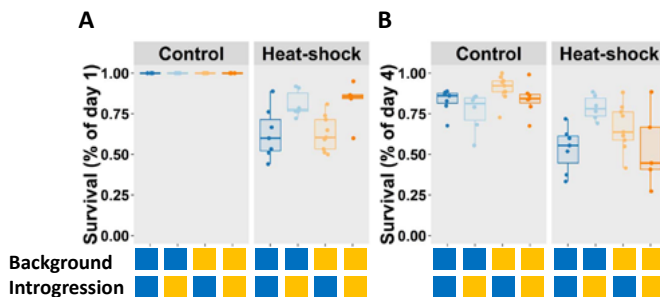 A
Control Heat-shock
Survival (% of day 1)
1.00
0.75
0.50
0.25
0.00
B
Control Heat-shock
Survival (% of day 4)
1.00
0.75
0.50
0.25
0.00
Background
Introgression